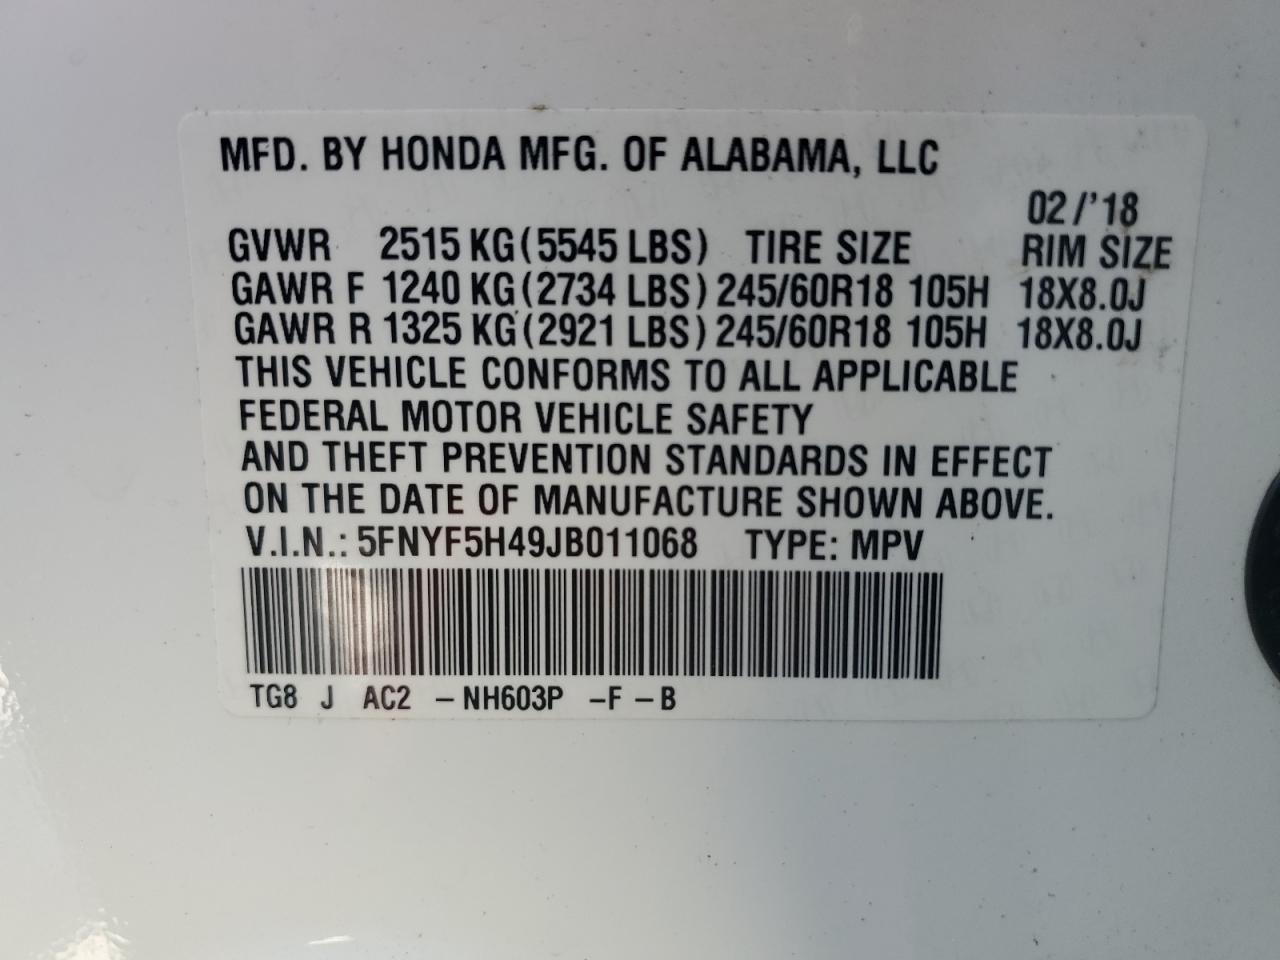 MFD. BY HONDA MFG. OF ALABAMA, LLC
02/'18
GVWR 2515 KG (5545 LBS) TIRE SIZE RIM SIZE
GAWR F 1240 KG (2734 LBS) 245/60R18 105H 18X8.0J
GAWR R 1325 KG (2921 LBS) 245/60R18 105H 18X8.0J
THIS VEHICLE CONFORMS TO ALL APPLICABLE
FEDERAL MOTOR VEHICLE SAFETY
AND THEFT PREVENTION STANDARDS IN EFFECT
ON THE DATE OF MANUFACTURE SHOWN ABOVE.
V.I.N.: 5FNYF5H49JB011068 TYPE: MPV
TG8 J AC2 -NH603P -F-B